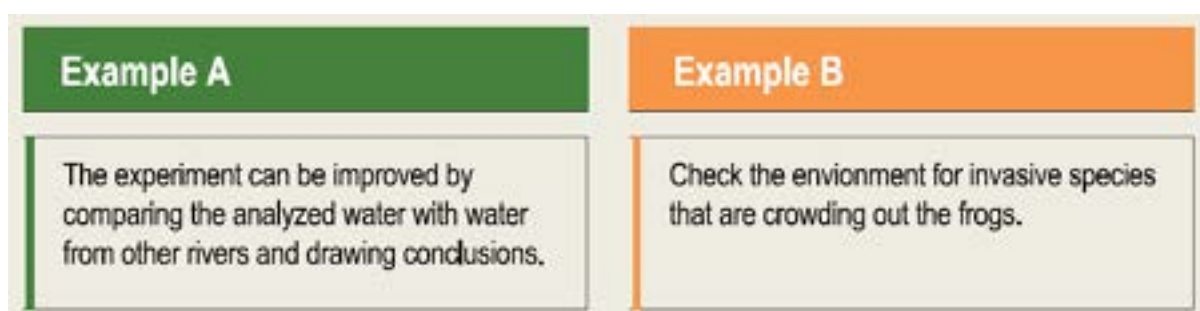 Example A
The experiment can be improved by
comparing the analyzed water with water
from other rivers and drawing conclusions.
Example B
Check the envionment for invasive species
that are crowding out the frogs.